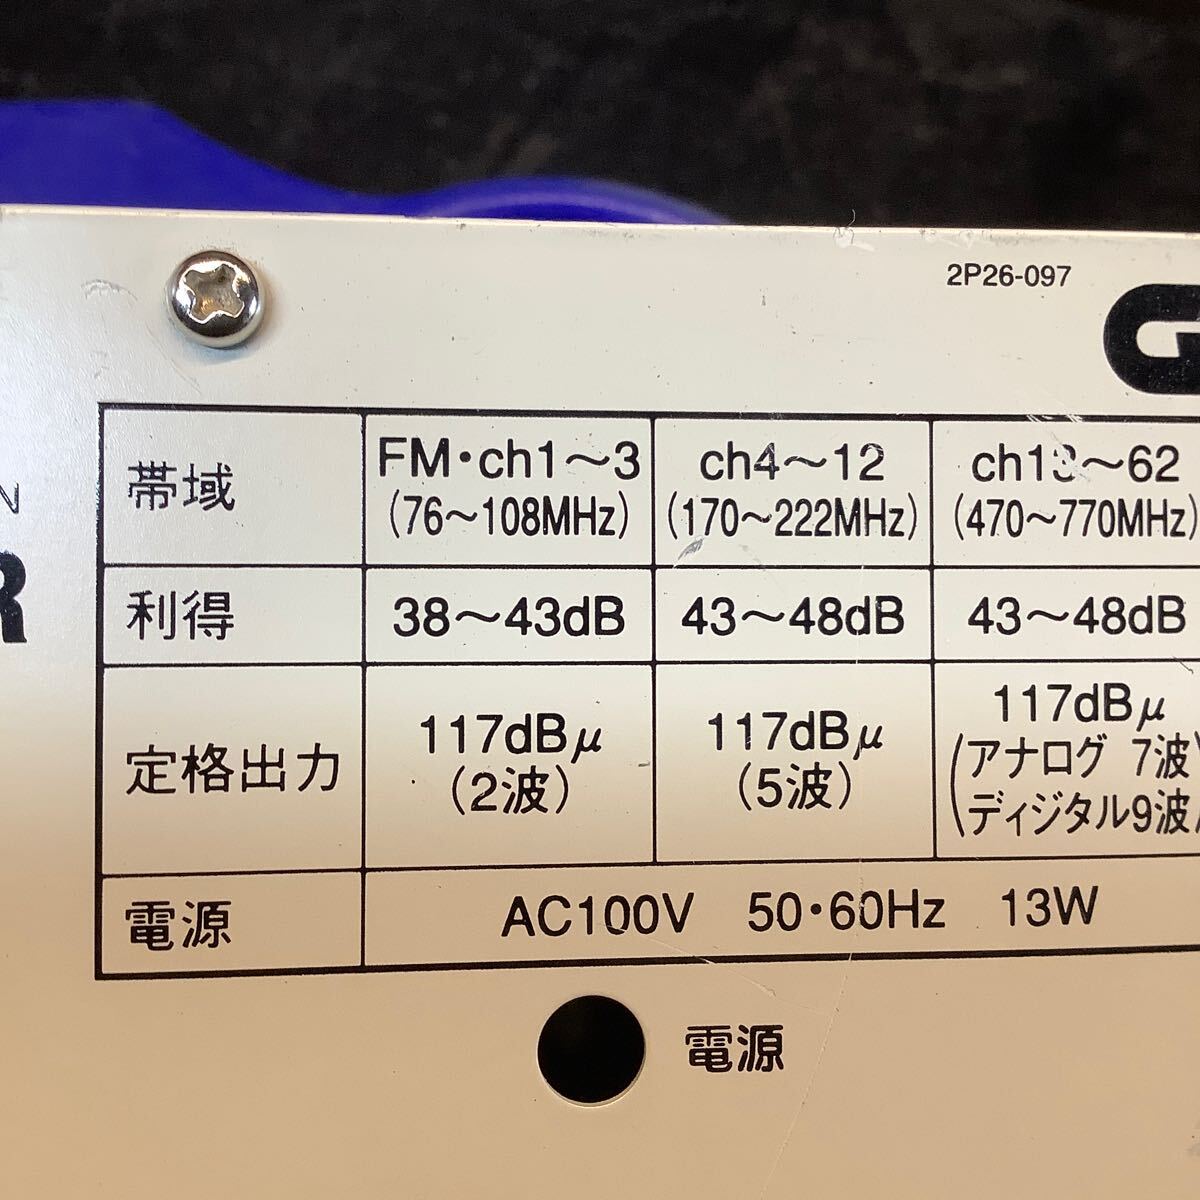 2P26-097
G
N
R
帯域 FM・ch1～3 ch4～12 ch13～62
(76～108MHz) (170～222MHz) (470～770MHz)
利得 38～43dB 43～48dB 43～48dB
定格出力 117dBμ 117dBμ 117dBμ
(2波) (5波) (アナログ 7波
ディジタル9波)
電源 AC100V 50・60Hz 13W
電源